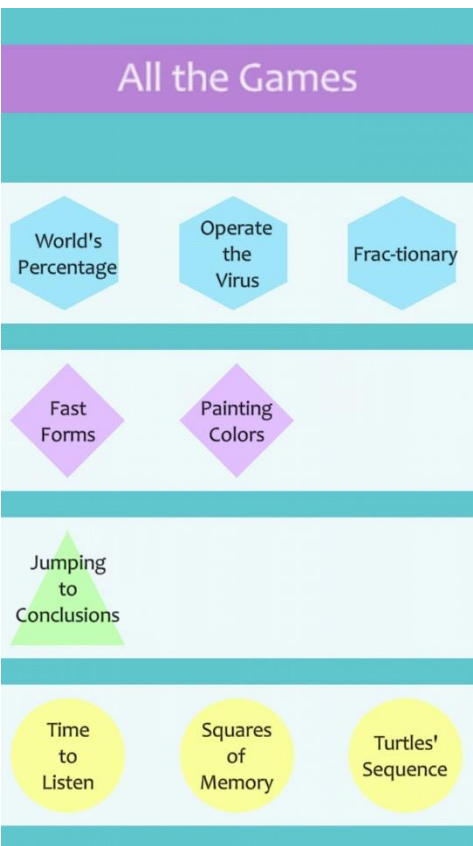 All the Games
World's
Percentage
Operate
the
Virus
Frac-tionary
Fast
Forms
Painting
Colors
Jumping
to
Conclusions
Time
to
Listen
Squares
of
Memory
Turtles'
Sequence